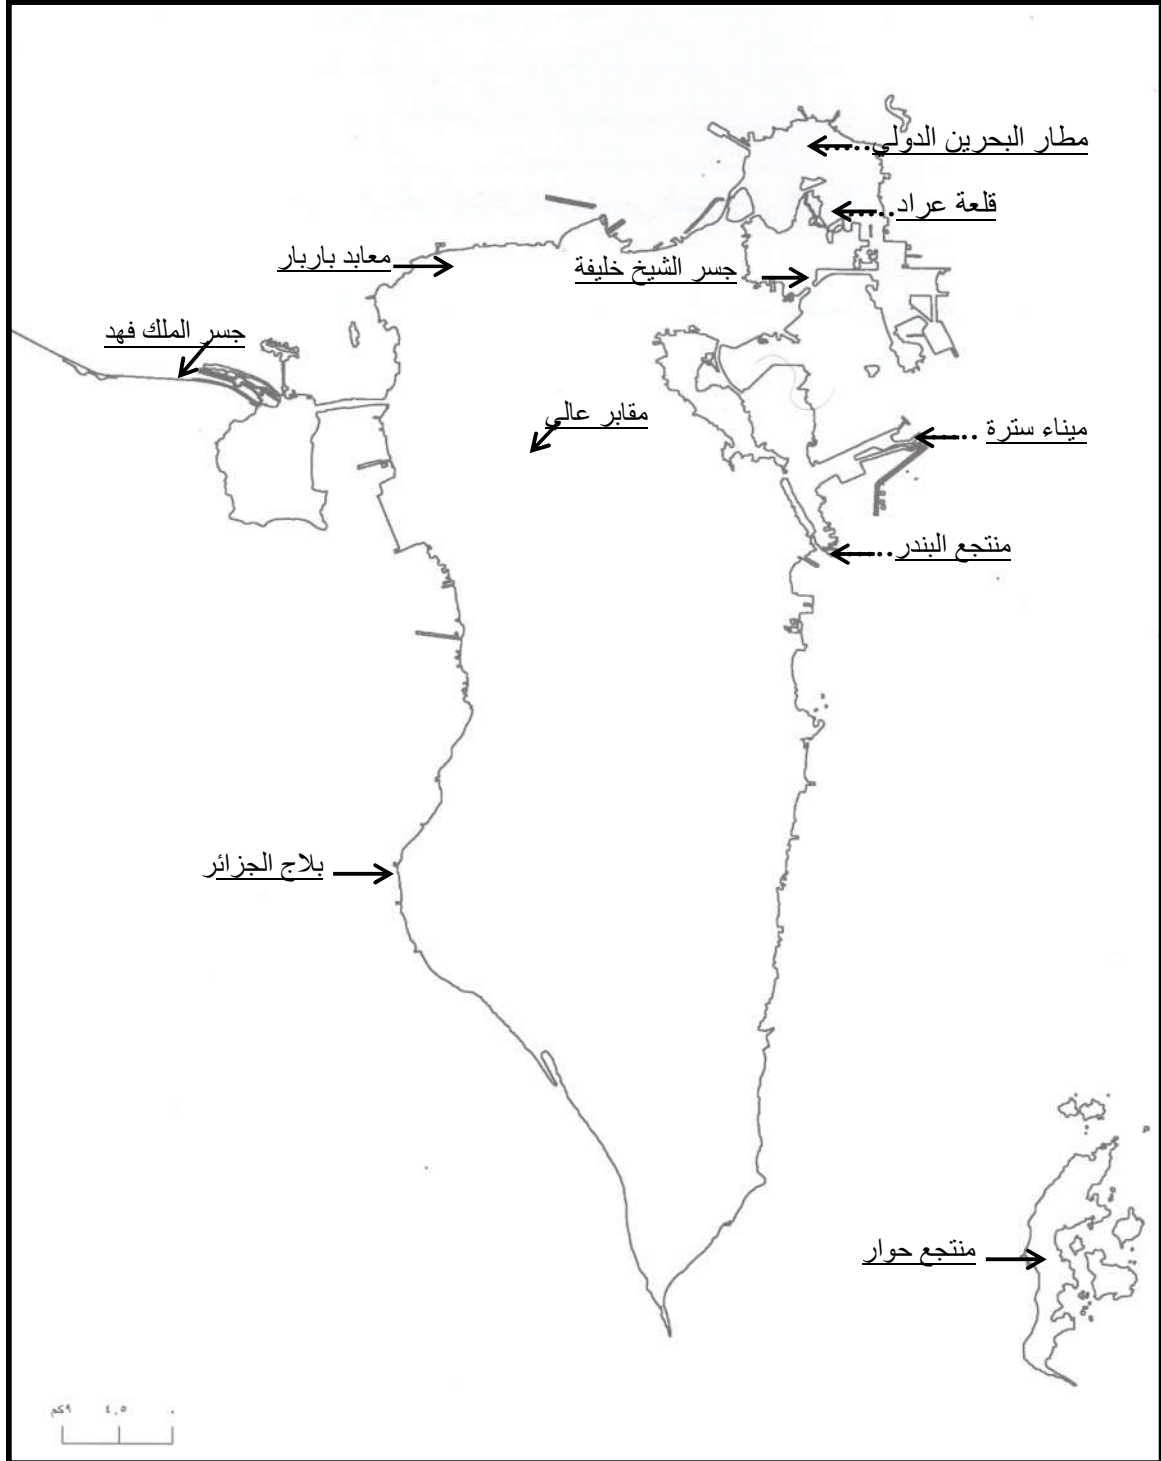 مطار البحرين الدولي
قلعة عراد
معابد باربار
جسر الشيخ خليفة
جسر الملك فهد
مقابر عالي
ميناء سترة
منتجع البندر
بلاج الجزائر
منتجع حوار
٩كم ٤,٥ ٠